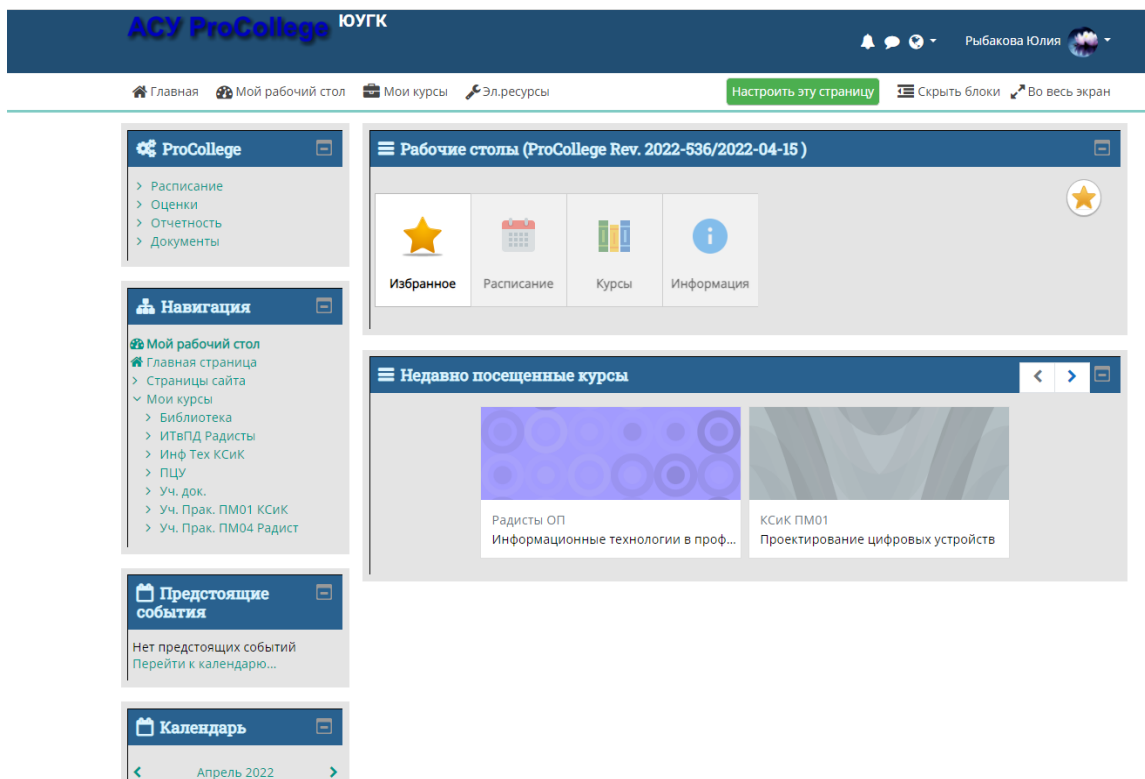 АСУ ProCollege ЮУГК
Рыбакова Юлия
Главная Мой рабочий стол Мои курсы Эл.ресурсы Настроить эту страницу Скрыть блоки Во весь экран
ProCollege
Расписание
Оценки
Отчетность
Документы
Навигация
Мой рабочий стол
Главная страница
Страницы сайта
Мои курсы
Библиотека
ИТвПД Радисты
Инф Тех КСиК
ПЦУ
Уч. док.
Уч. Прак. ПМ01 КСиК
Уч. Прак. ПМ04 Радист
Предстоящие
события
Нет предстоящих событий
Перейти к календарю...
Календарь
Апрель 2022
Рабочие столы (ProCollege Rev. 2022-536/2022-04-15 )
Избранное Расписание Курсы Информация
Недавно посещенные курсы
Радисты ОП
Информационные технологии в проф...
КСиК ПМ01
Проектирование цифровых устройств